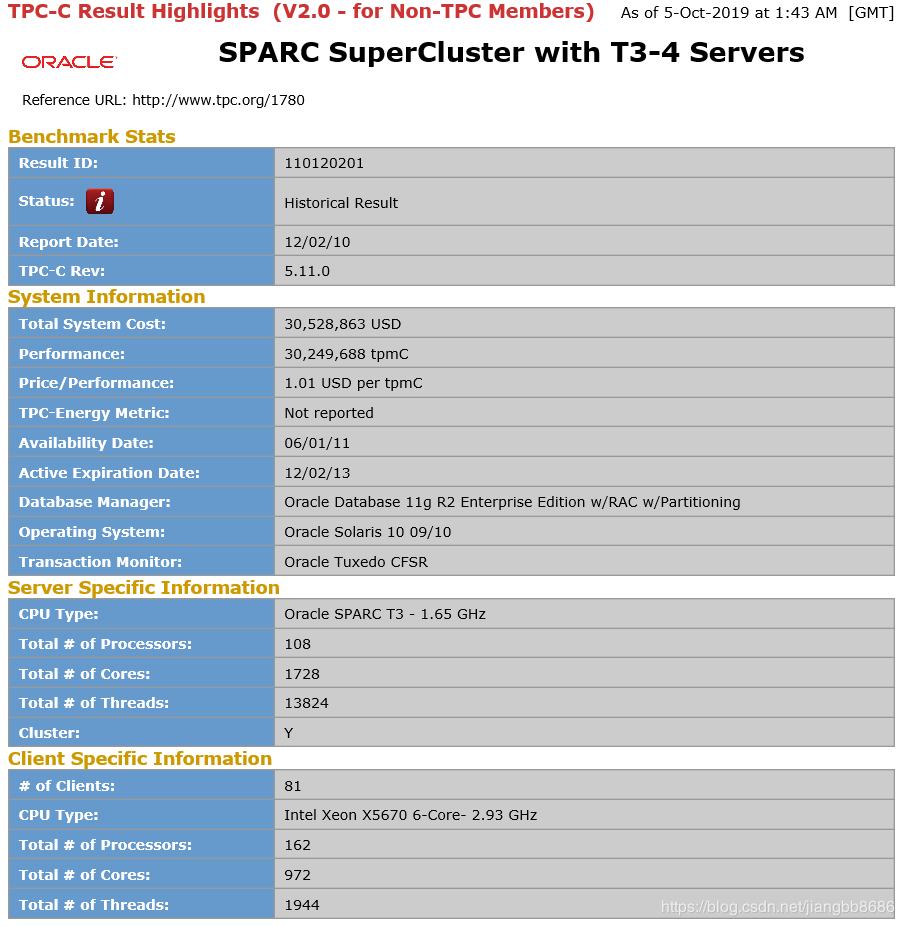 TPC-C Result Highlights (V2.0 - for Non-TPC Members) As of 5-Oct-2019 at 1:43 AM [GMT]
ORACLE SPARC SuperCluster with T3-4 Servers
Reference URL: http://www.tpc.org/1780
Benchmark Stats
Result ID: 110120201
Status: i Historical Result
Report Date: 12/02/10
TPC-C Rev: 5.11.0
System Information
Total System Cost: 30,528,863 USD
Performance: 30,249,688 tpmC
Price/Performance: 1.01 USD per tpmC
TPC-Energy Metric: Not reported
Availability Date: 06/01/11
Active Expiration Date: 12/02/13
Database Manager: Oracle Database 11g R2 Enterprise Edition w/RAC w/Partitioning
Operating System: Oracle Solaris 10 09/10
Transaction Monitor: Oracle Tuxedo CFSR
Server Specific Information
CPU Type: Oracle SPARC T3 - 1.65 GHz
Total # of Processors: 108
Total # of Cores: 1728
Total # of Threads: 13824
Cluster: Y
Client Specific Information
# of Clients: 81
CPU Type: Intel Xeon X5670 6-Core- 2.93 GHz
Total # of Processors: 162
Total # of Cores: 972
Total # of Threads: 1944
https://blog.csdn.net/jiangbb8686